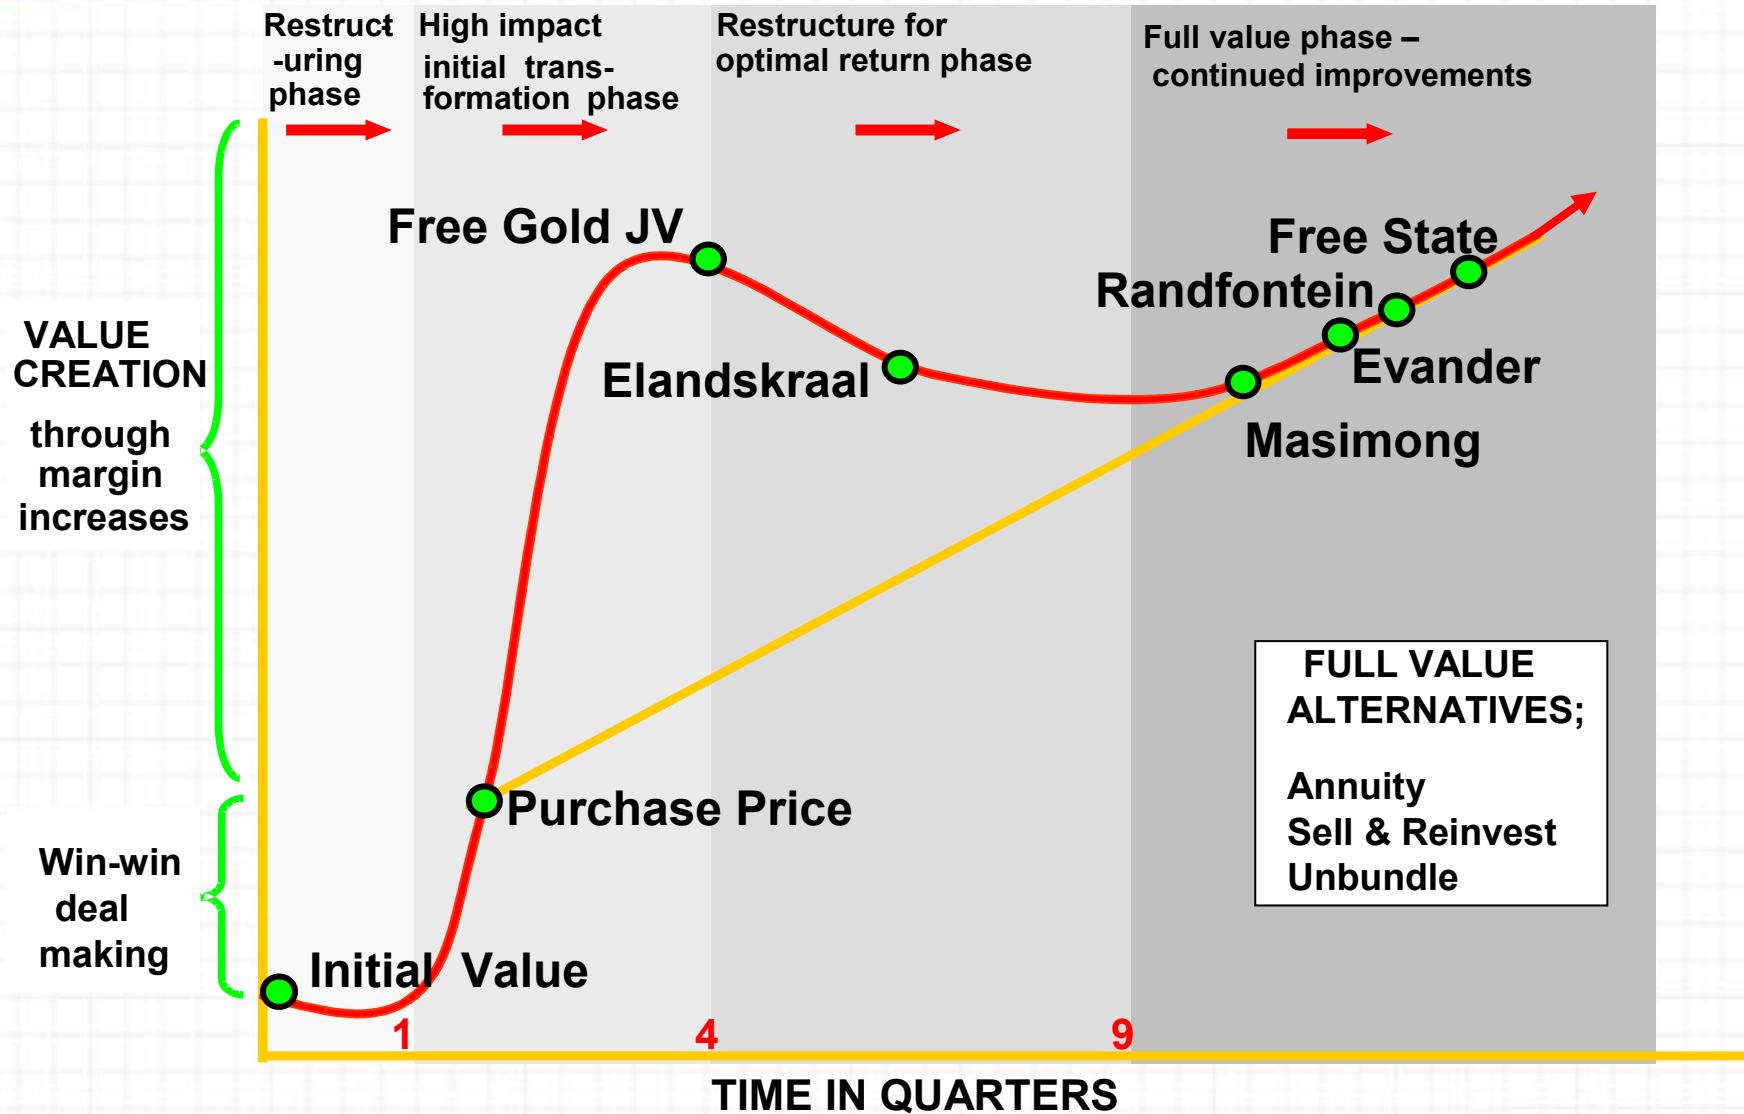 Restruct-
-uring
phase
High impact
initial trans-
formation phase
Restructure for
optimal return phase
Full value phase –
continued improvements
VALUE
CREATION
through
margin
increases
Win-win
deal
making
Free Gold JV
Elandskraal
Free State
Randfontein
Evander
Masimong
Purchase Price
Initial Value
FULL VALUE
ALTERNATIVES;
Annuity
Sell & Reinvest
Unbundle
1
4
9
TIME IN QUARTERS